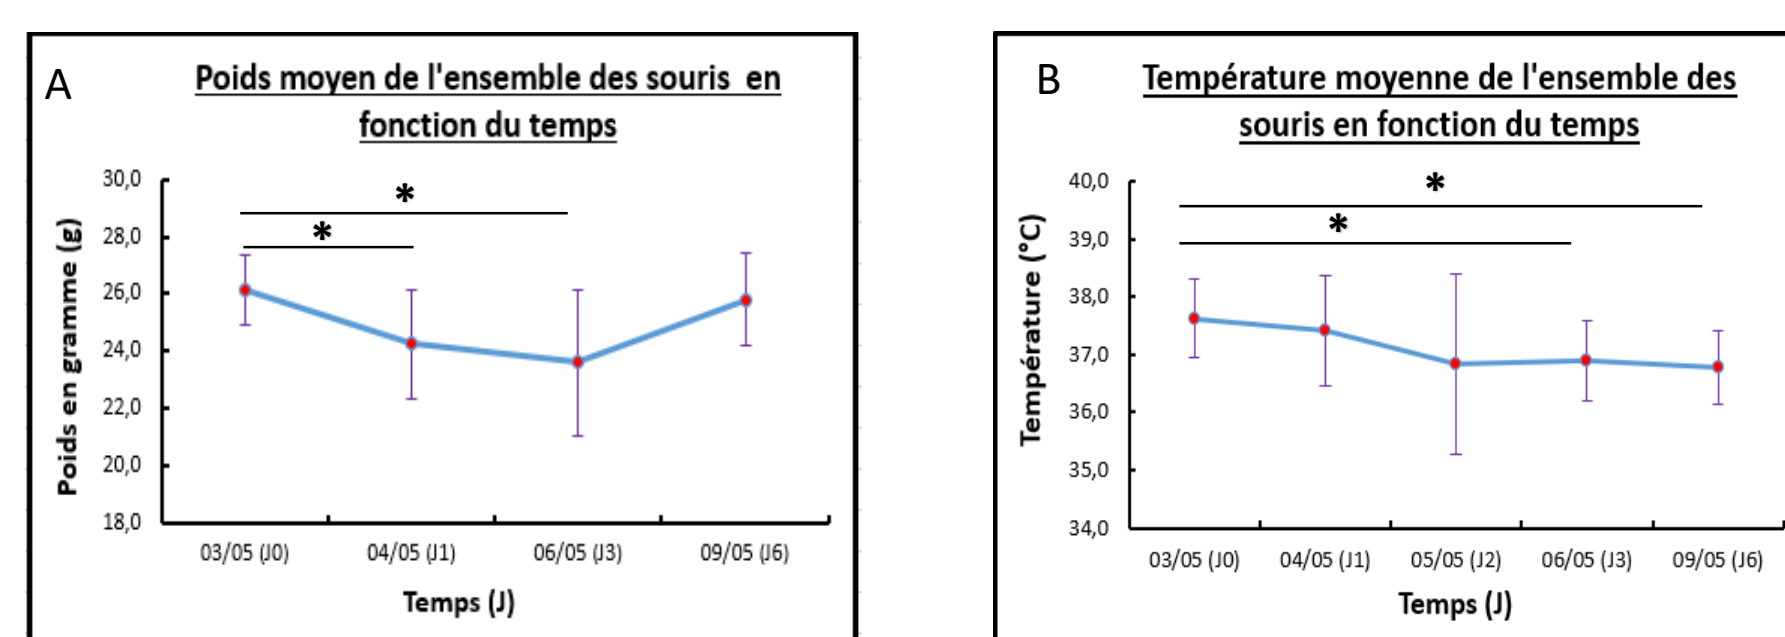 A
Poids moyen de l'ensemble des souris en
fonction du temps
Poids en gramme (g)
30,0
28,0
26,0
24,0
22,0
20,0
18,0
*
*
03/05 (J0) 04/05 (J1) 06/05 (J3) 09/05 (J6)
Temps (J)
B
Température moyenne de l'ensemble des
souris en fonction du temps
Température (°C)
40,0
39,0
38,0
37,0
36,0
35,0
34,0
*
*
03/05 (J0) 04/05 (J1) 05/05 (J2) 06/05 (J3) 09/05 (J6)
Temps (J)